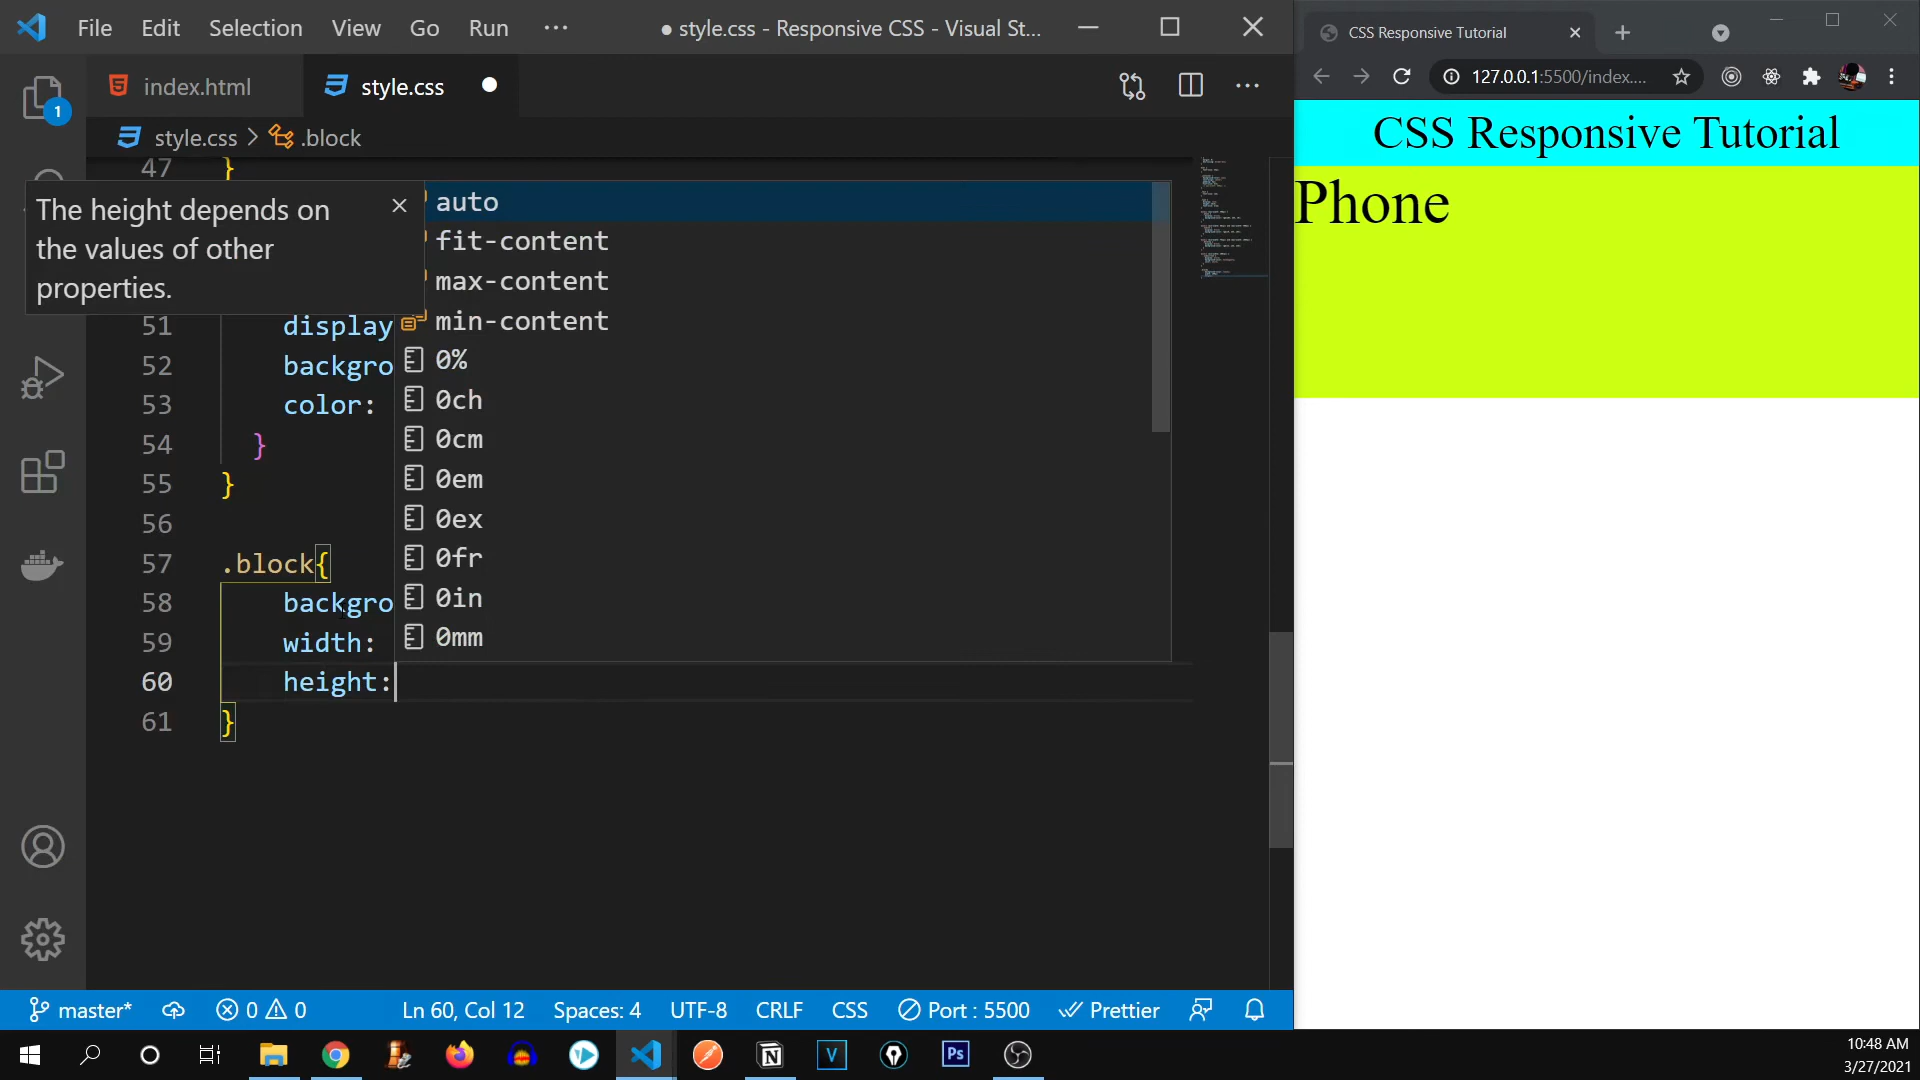 File Edit Selection View Go Run ···
● style.css - Responsive CSS - Visual St...
index.html
style.css
style.css > .block
47 }
The height depends on
the values of other
properties.
auto
fit-content
max-content
min-content
0%
0ch
0cm
0em
0ex
0fr
0in
0mm
51 display
52 backgro
53 color:
54 }
55 }
56
57 .block{
58 backgro
59 width:
60 height:
61 }
1
master* 0 0 Ln 60, Col 12 Spaces: 4 UTF-8 CRLF CSS Port : 5500 Prettier
CSS Responsive Tutorial
127.0.0.1:5500/index....
CSS Responsive Tutorial
Phone
N V Ps
10:48 AM
3/27/2021